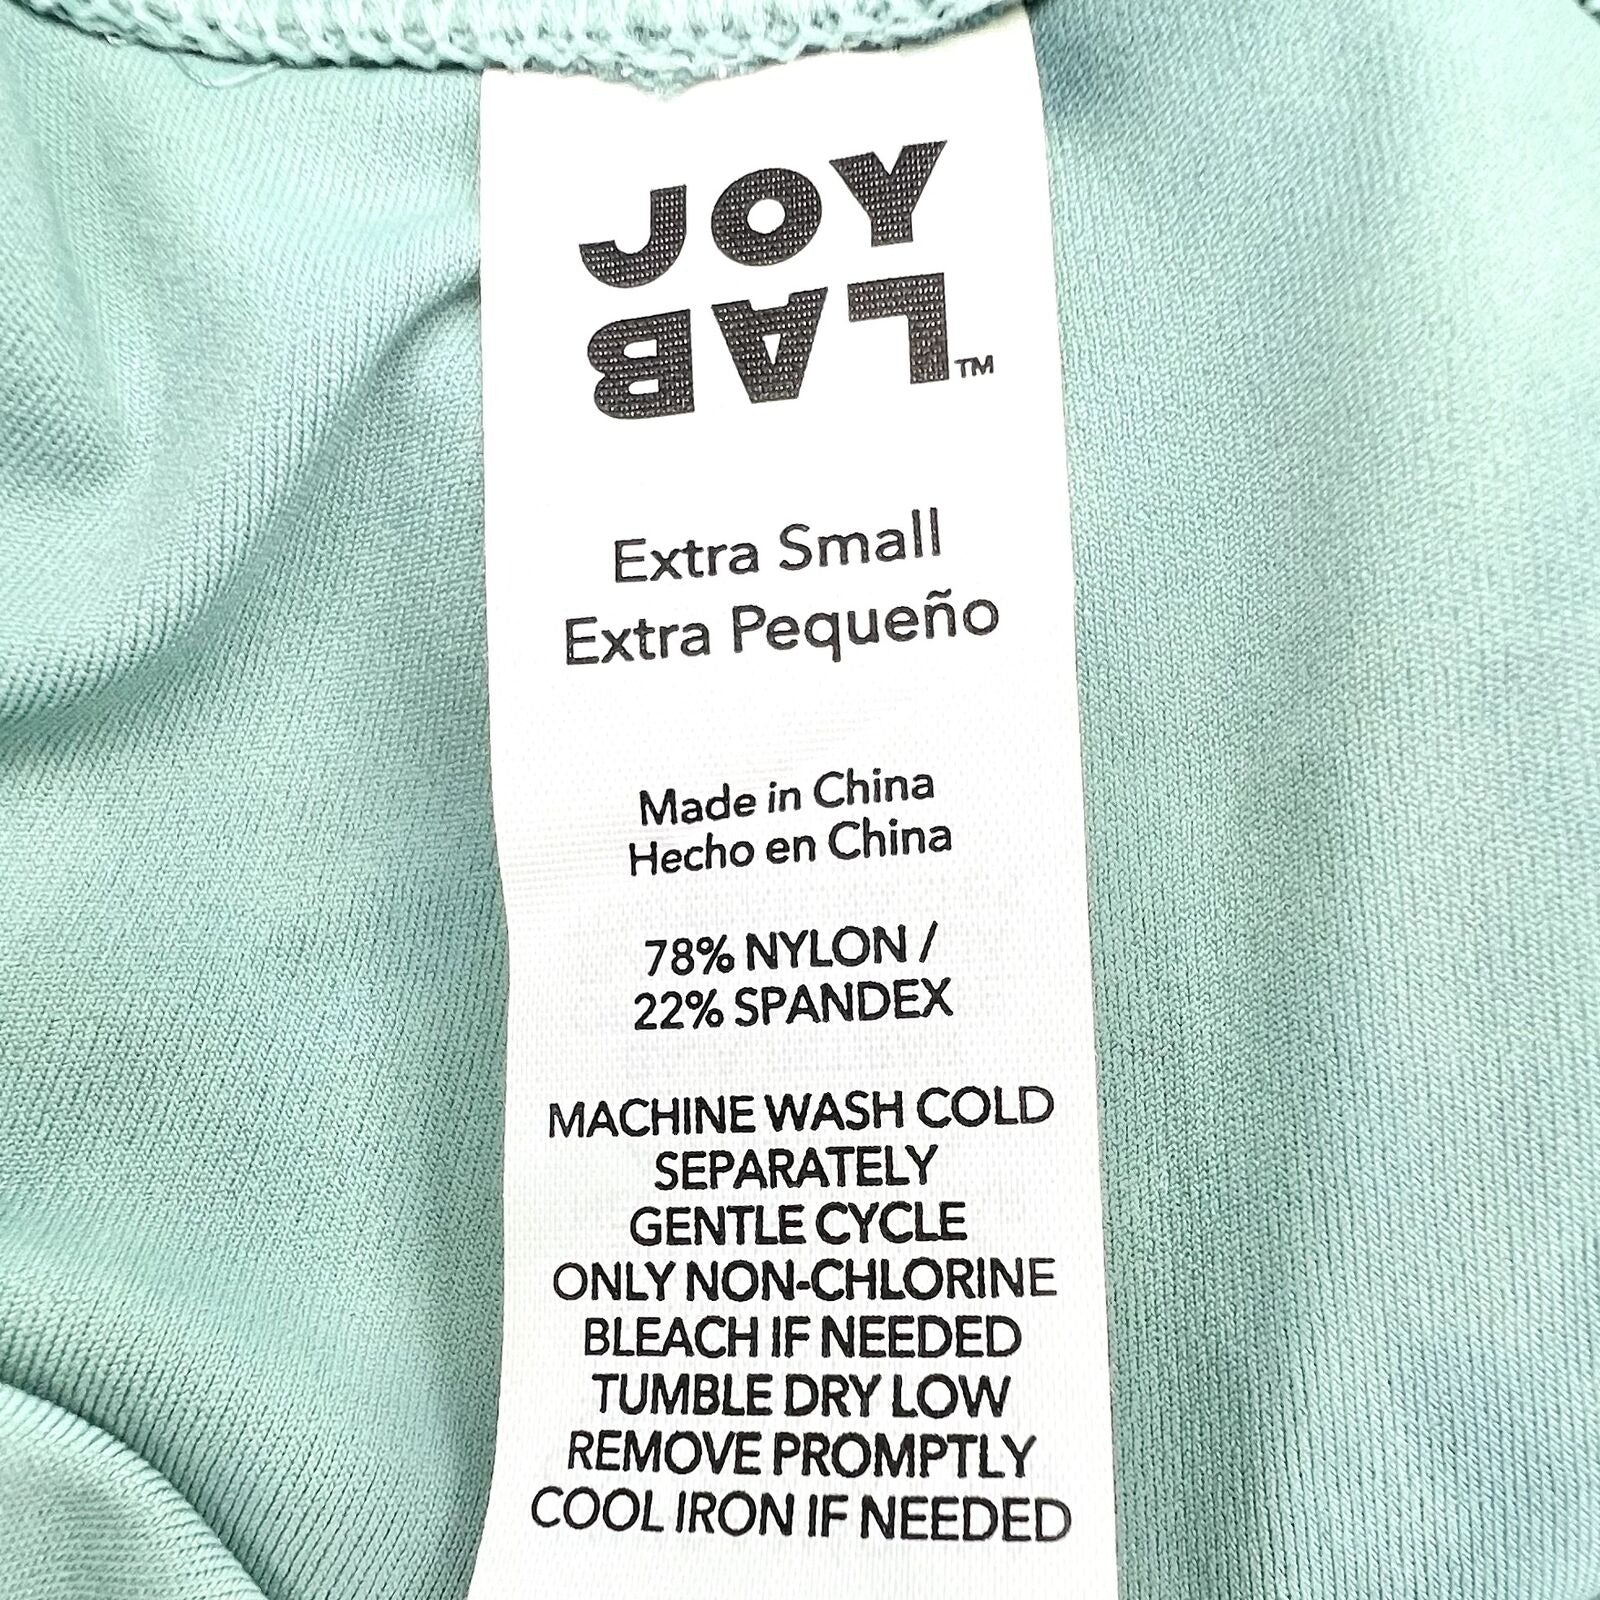 JOY
LAB™
Extra Small
Extra Pequeño
Made in China
Hecho en China
78% NYLON /
22% SPANDEX
MACHINE WASH COLD
SEPARATELY
GENTLE CYCLE
ONLY NON-CHLORINE
BLEACH IF NEEDED
TUMBLE DRY LOW
REMOVE PROMPTLY
COOL IRON IF NEEDED